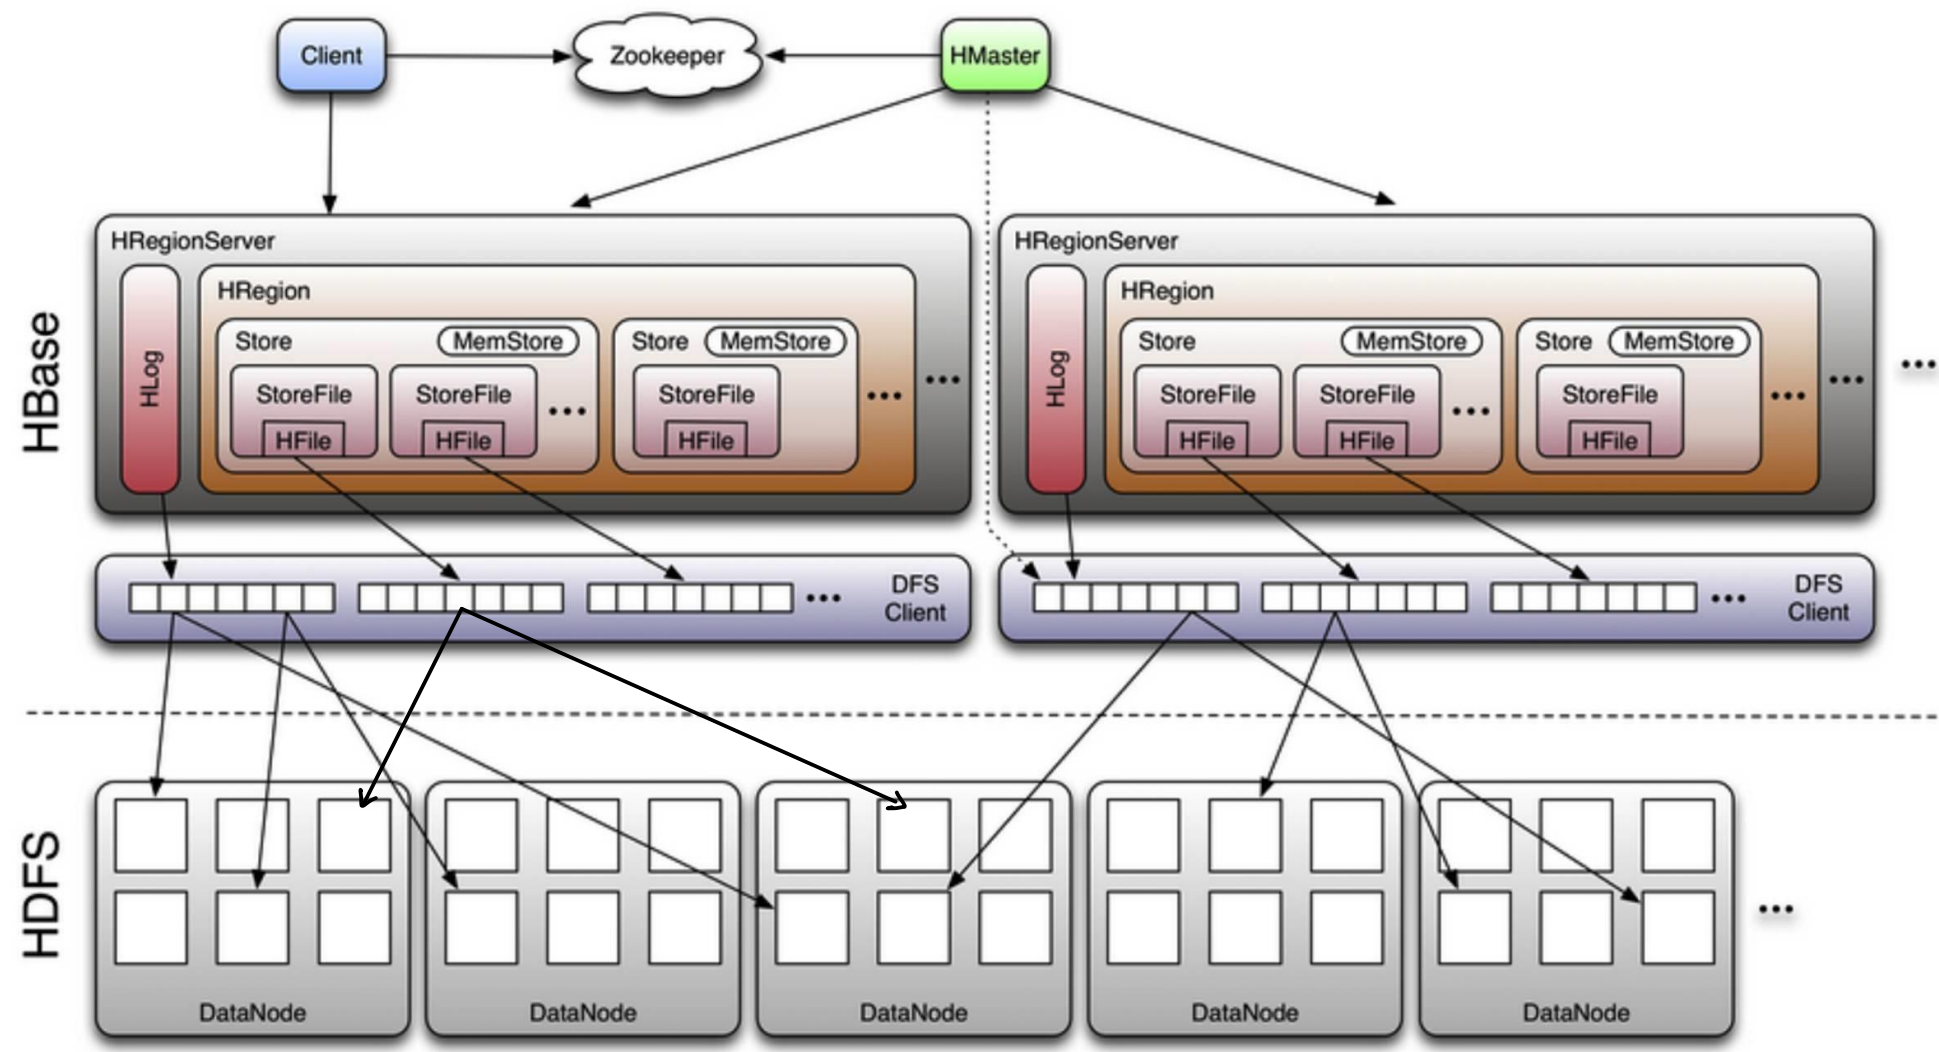 Client
Zookeeper
HMaster
HBase
HRegionServer
HLog
HRegion
Store
MemStore
StoreFile
HFile
StoreFile
HFile
...
Store
MemStore
StoreFile
HFile
...
...
HRegionServer
HLog
HRegion
Store
MemStore
StoreFile
HFile
StoreFile
HFile
...
Store
MemStore
StoreFile
HFile
...
...
...
...
DFS
Client
...
DFS
Client
HDFS
DataNode
DataNode
DataNode
DataNode
DataNode
...